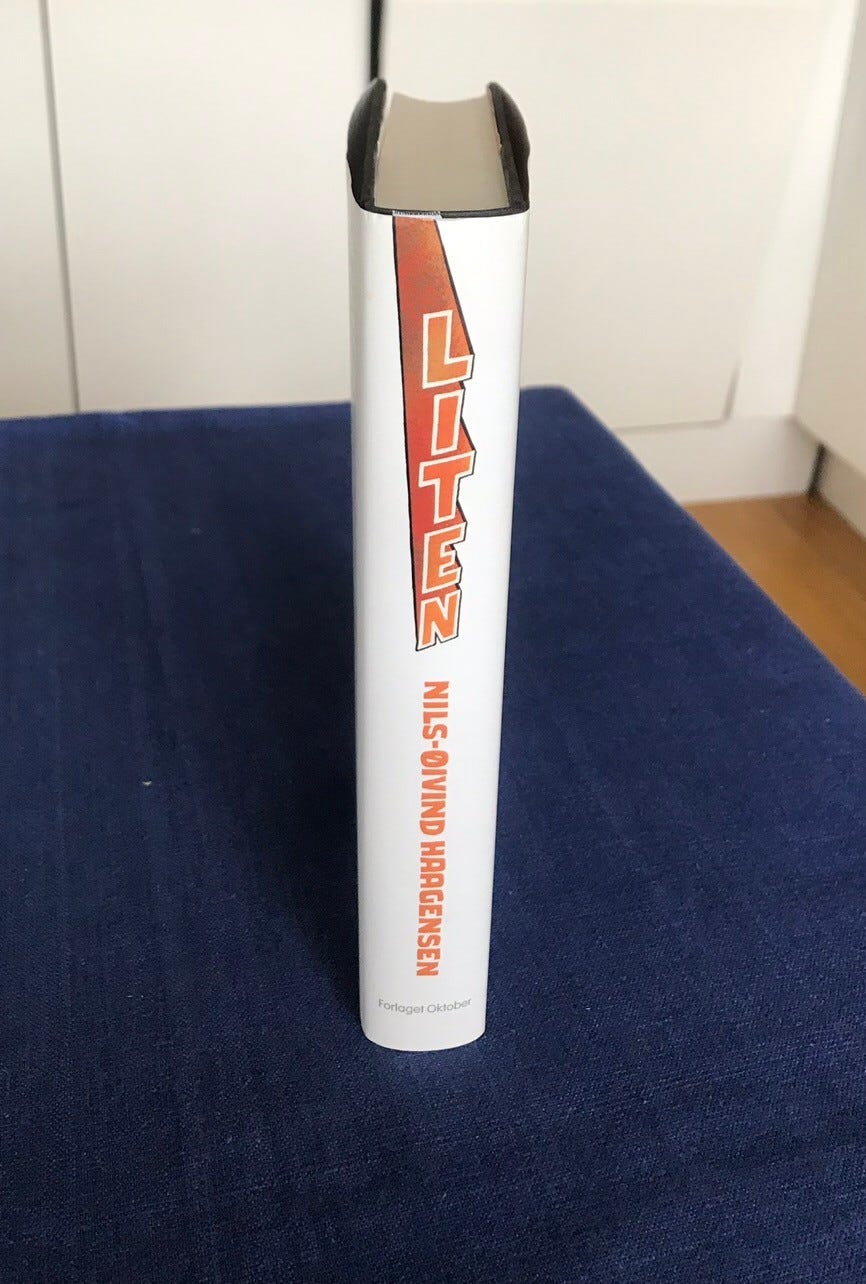 LITEN
NILS-ØIVIND HAAGENSEN
Forlaget Oktober